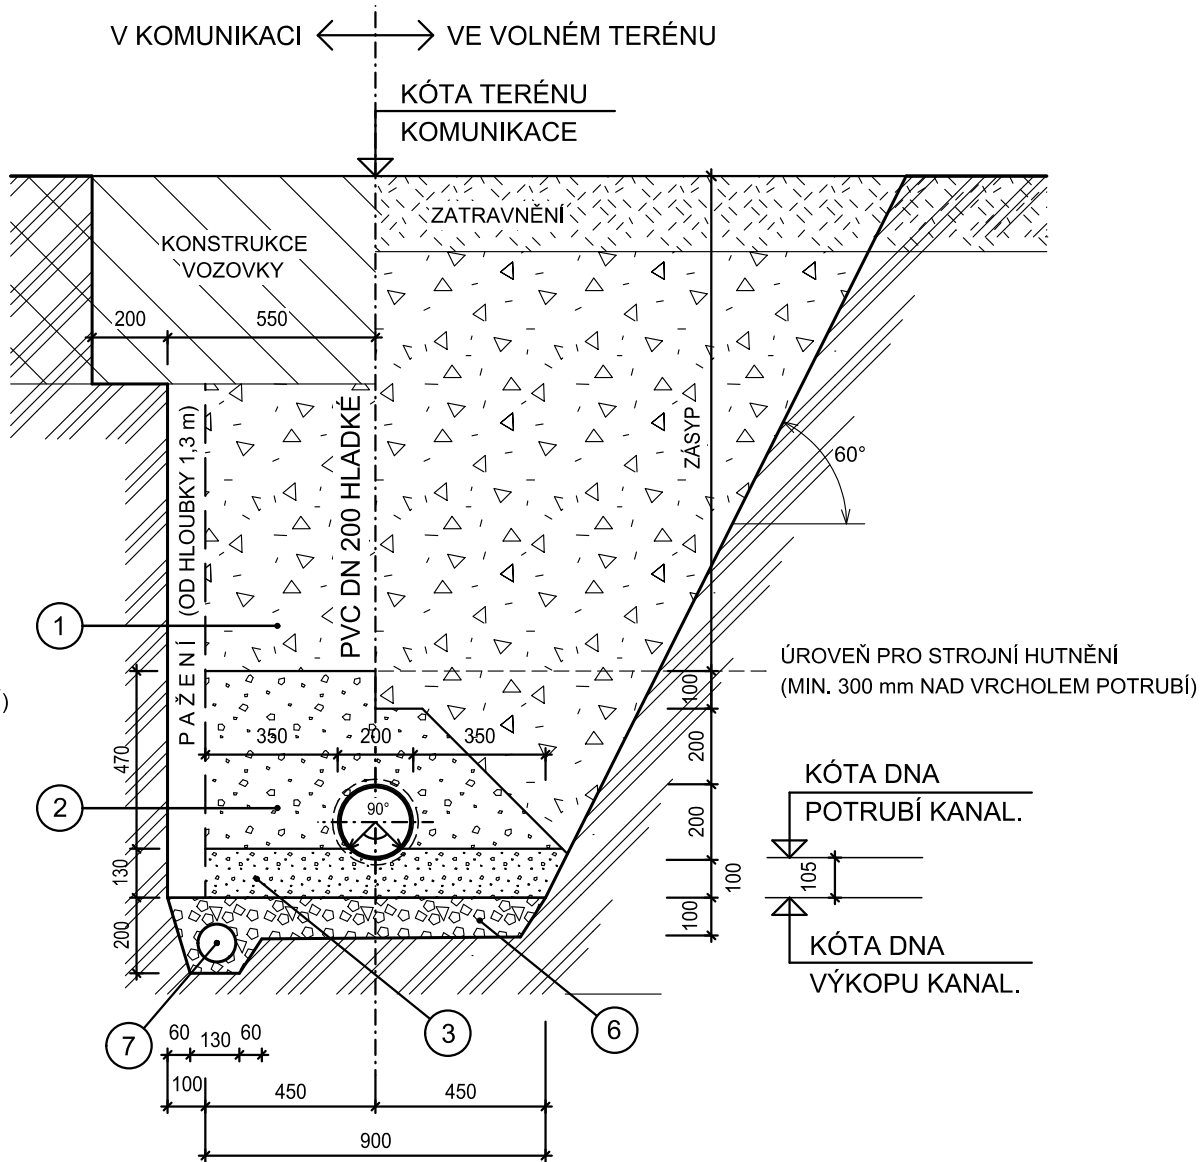 V KOMUNIKACI
VE VOLNÉM TERÉNU
KÓTA TERÉNU
KOMUNIKACE
ZATRAVNĚNÍ
KONSTRUKCE
VOZOVKY
200
550
PAŽENÍ (OD HLOUBKY 1,3 m)
PVC DN 200 HLADKÉ
ZÁSYP
60°
1
ÚROVEŇ PRO STROJNÍ HUTNĚNÍ
(MIN. 300 mm NAD VRCHOLEM POTRUBÍ)
)
100
350
200
350
470
200
KÓTA DNA
POTRUBÍ KANAL.
2
90°
200
130
100
105
200
100
KÓTA DNA
VÝKOPU KANAL.
7
3
6
60
130
60
100
450
450
900